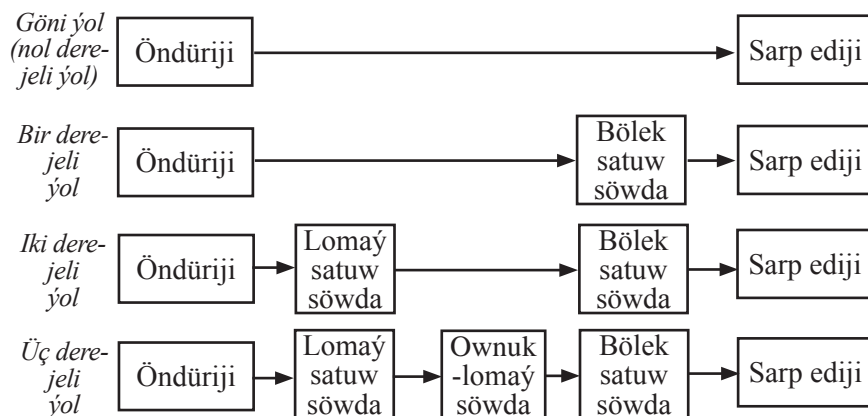 Göni ýol
(nol dere-
jeli ýol)
Öndüriji
Sarp ediji
Bir dere-
jeli
ýol
Öndüriji
Bölek
satuw
söwda
Sarp ediji
Iki dere-
jeli
ýol
Öndüriji
Lomaý
satuw
söwda
Bölek
satuw
söwda
Sarp ediji
Üç dere-
jeli
ýol
Öndüriji
Lomaý
satuw
söwda
Ownuk
-lomaý
söwda
Bölek
satuw
söwda
Sarp ediji